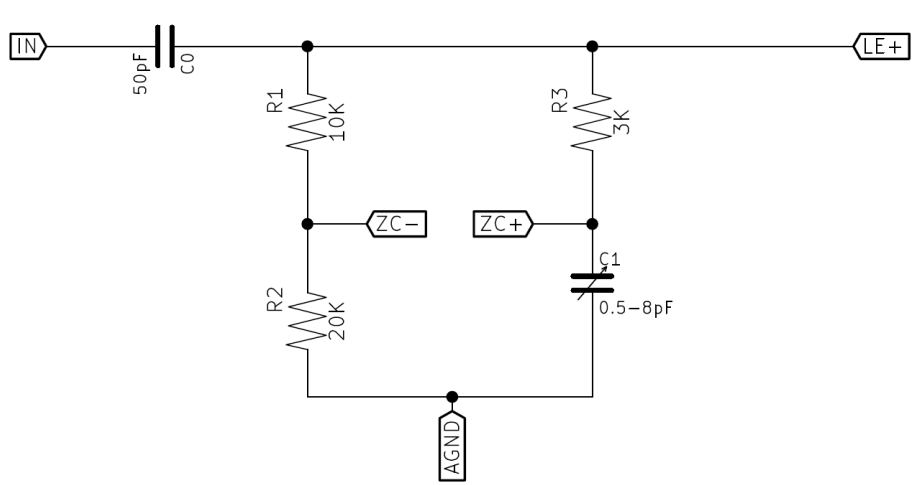 IN
50pF
C0
LE+
R1
10K
R3
3K
ZC-
ZC+
C1
0.5-8pF
R2
20K
AGND